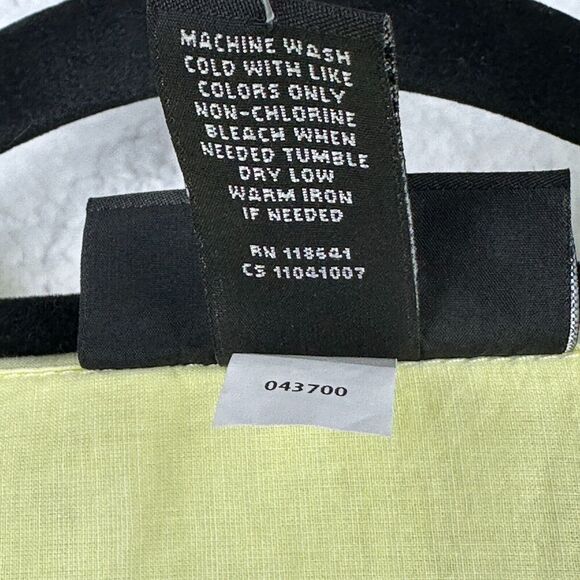 MACHINE WASH
COLD WITH LIKE
COLORS ONLY
NON-CHLORINE
BLEACH WHEN
NEEDED TUMBLE
DRY LOW
WARM IRON
IF NEEDED
RN 118641
CS 11041007
043700